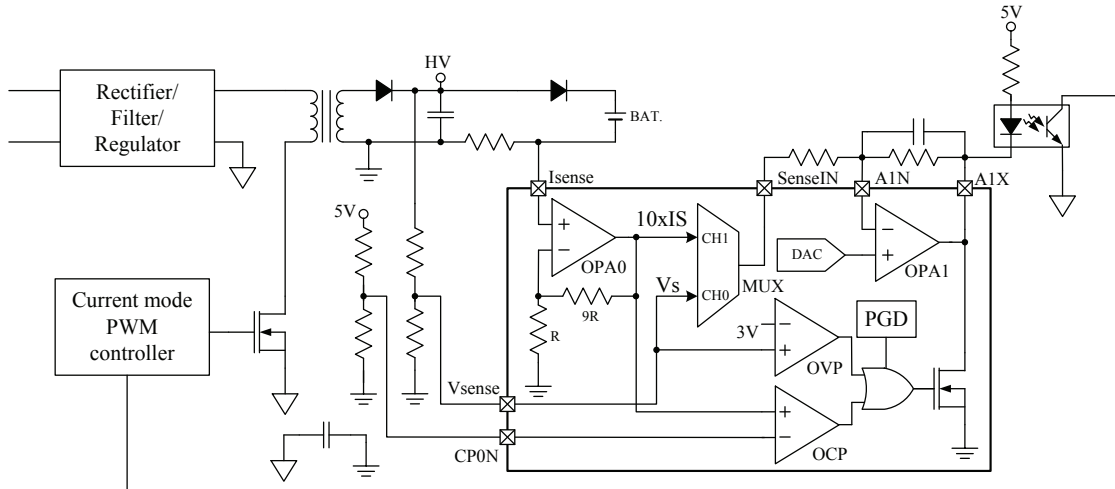 5V
HV
Rectifier/
Filter/
Regulator
BAT.
Isense
SenseIN
A1N
A1X
5V
+
−
OPA0
10xIS
CH1
CH0
MUX
Vs
DAC
−
+
OPA1
9R
R
Current mode
PWM
controller
3V
−
+
OVP
PGD
Vsense
CP0N
+
−
OCP